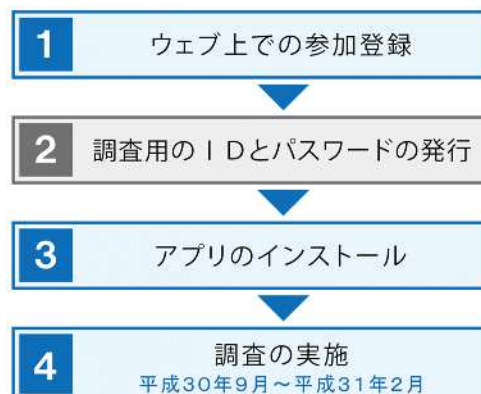 1
ウェブ上での参加登録
2
調査用のIDとパスワードの発行
3
アプリのインストール
4
調査の実施
平成30年9月~平成31年2月